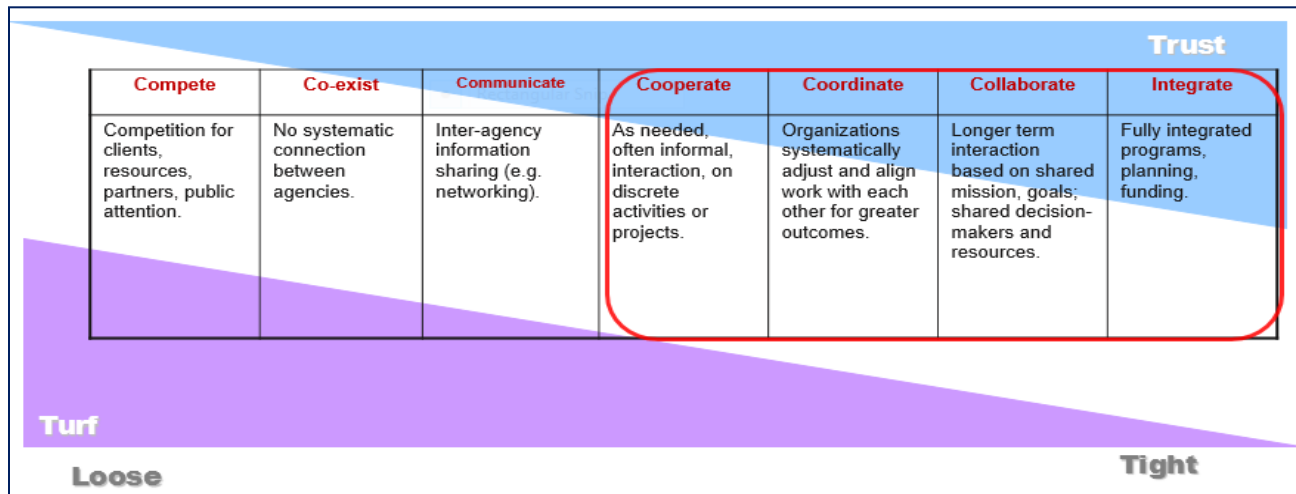 Trust
Compete
Co-exist
Communicate
Cooperate
Coordinate
Collaborate
Integrate
Competition for
clients,
resources,
partners, public
attention.
No systematic
connection
between
agencies.
Inter-agency
information
sharing (e.g.
networking).
As needed,
often informal,
interaction, on
discrete
activities or
projects.
Organizations
systematically
adjust and align
work with each
other for greater
outcomes.
Longer term
interaction
based on shared
mission, goals;
shared decision-
makers and
resources.
Fully integrated
programs,
planning,
funding.
Turf
Loose
Tight